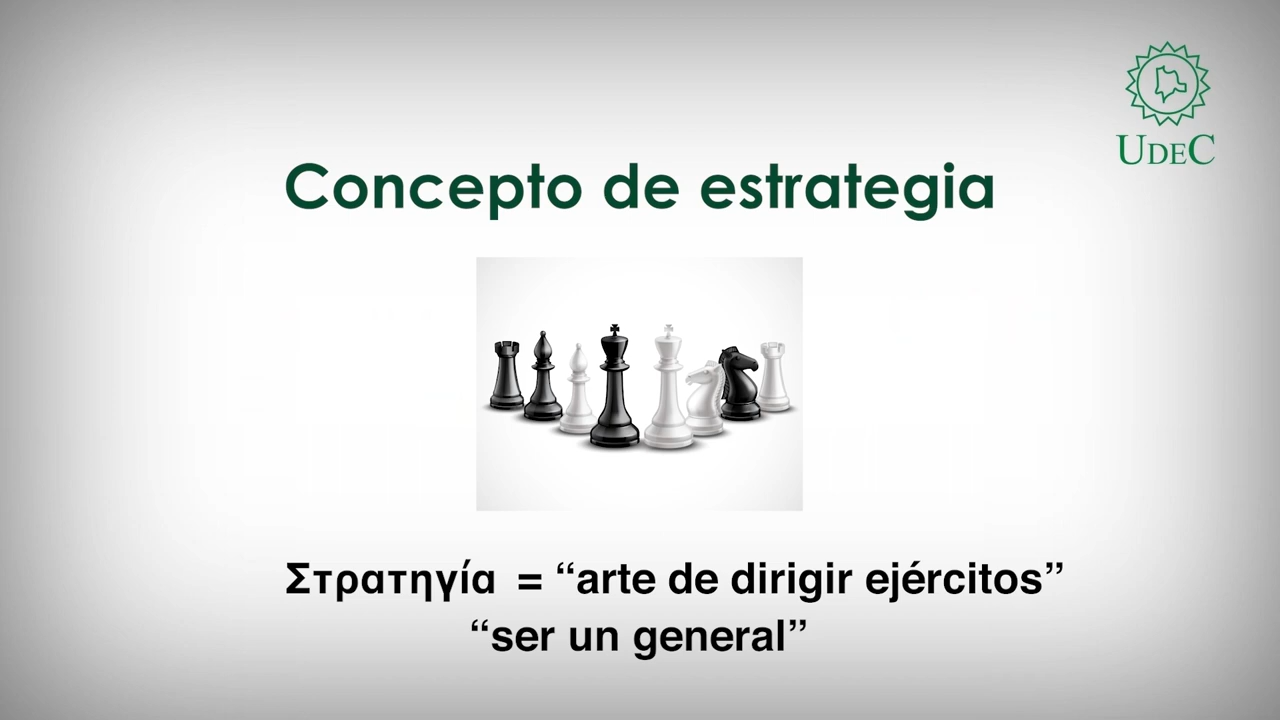 UDEC
Concepto de estrategia
Στρατηγία = “arte de dirigir ejércitos”
“ser un general”